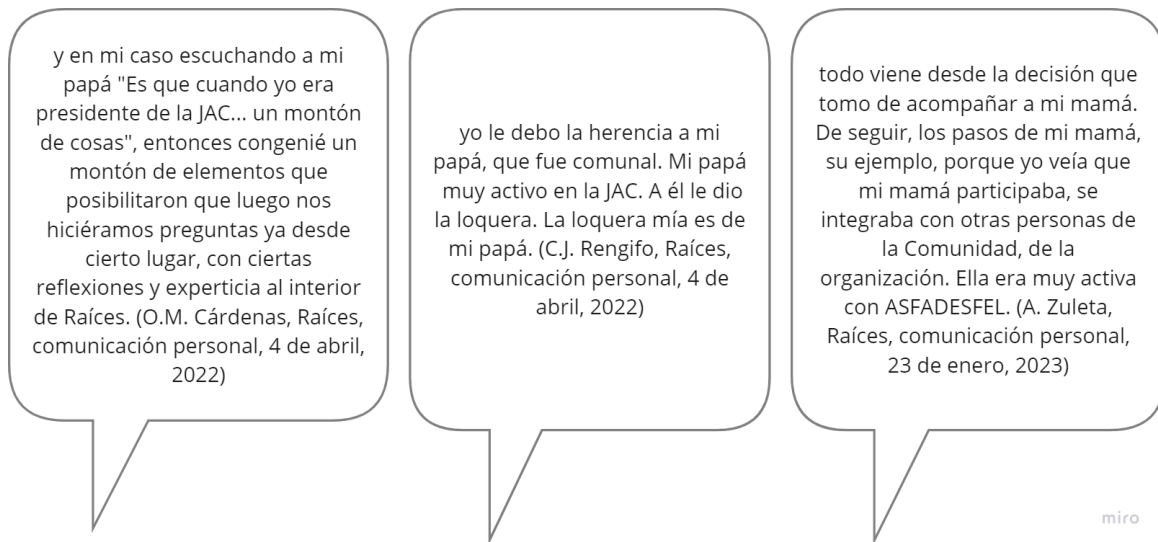 y en mi caso escuchando a mi
papá "Es que cuando yo era
presidente de la JAC... un montón
de cosas", entonces congenié un
montón de elementos que
posibilitaron que luego nos
hiciéramos preguntas ya desde
cierto lugar, con ciertas
reflexiones y experticia al interior
de Raíces. (O.M. Cárdenas, Raíces,
comunicación personal, 4 de abril,
2022)
yo le debo la herencia a mi
papá, que fue comunal. Mi papá
muy activo en la JAC. A él le dio
la loquera. La loquera mía es de
mi papá. (C.J. Rengifo, Raíces,
comunicación personal, 4 de
abril, 2022)
todo viene desde la decisión que
tomo de acompañar a mi mamá.
De seguir, los pasos de mi mamá,
su ejemplo, porque yo veía que
mi mamá participaba, se
integraba con otras personas de
la Comunidad, de la
organización. Ella era muy activa
con ASFADESFEL. (A. Zuleta,
Raíces, comunicación personal,
23 de enero, 2023)
miro